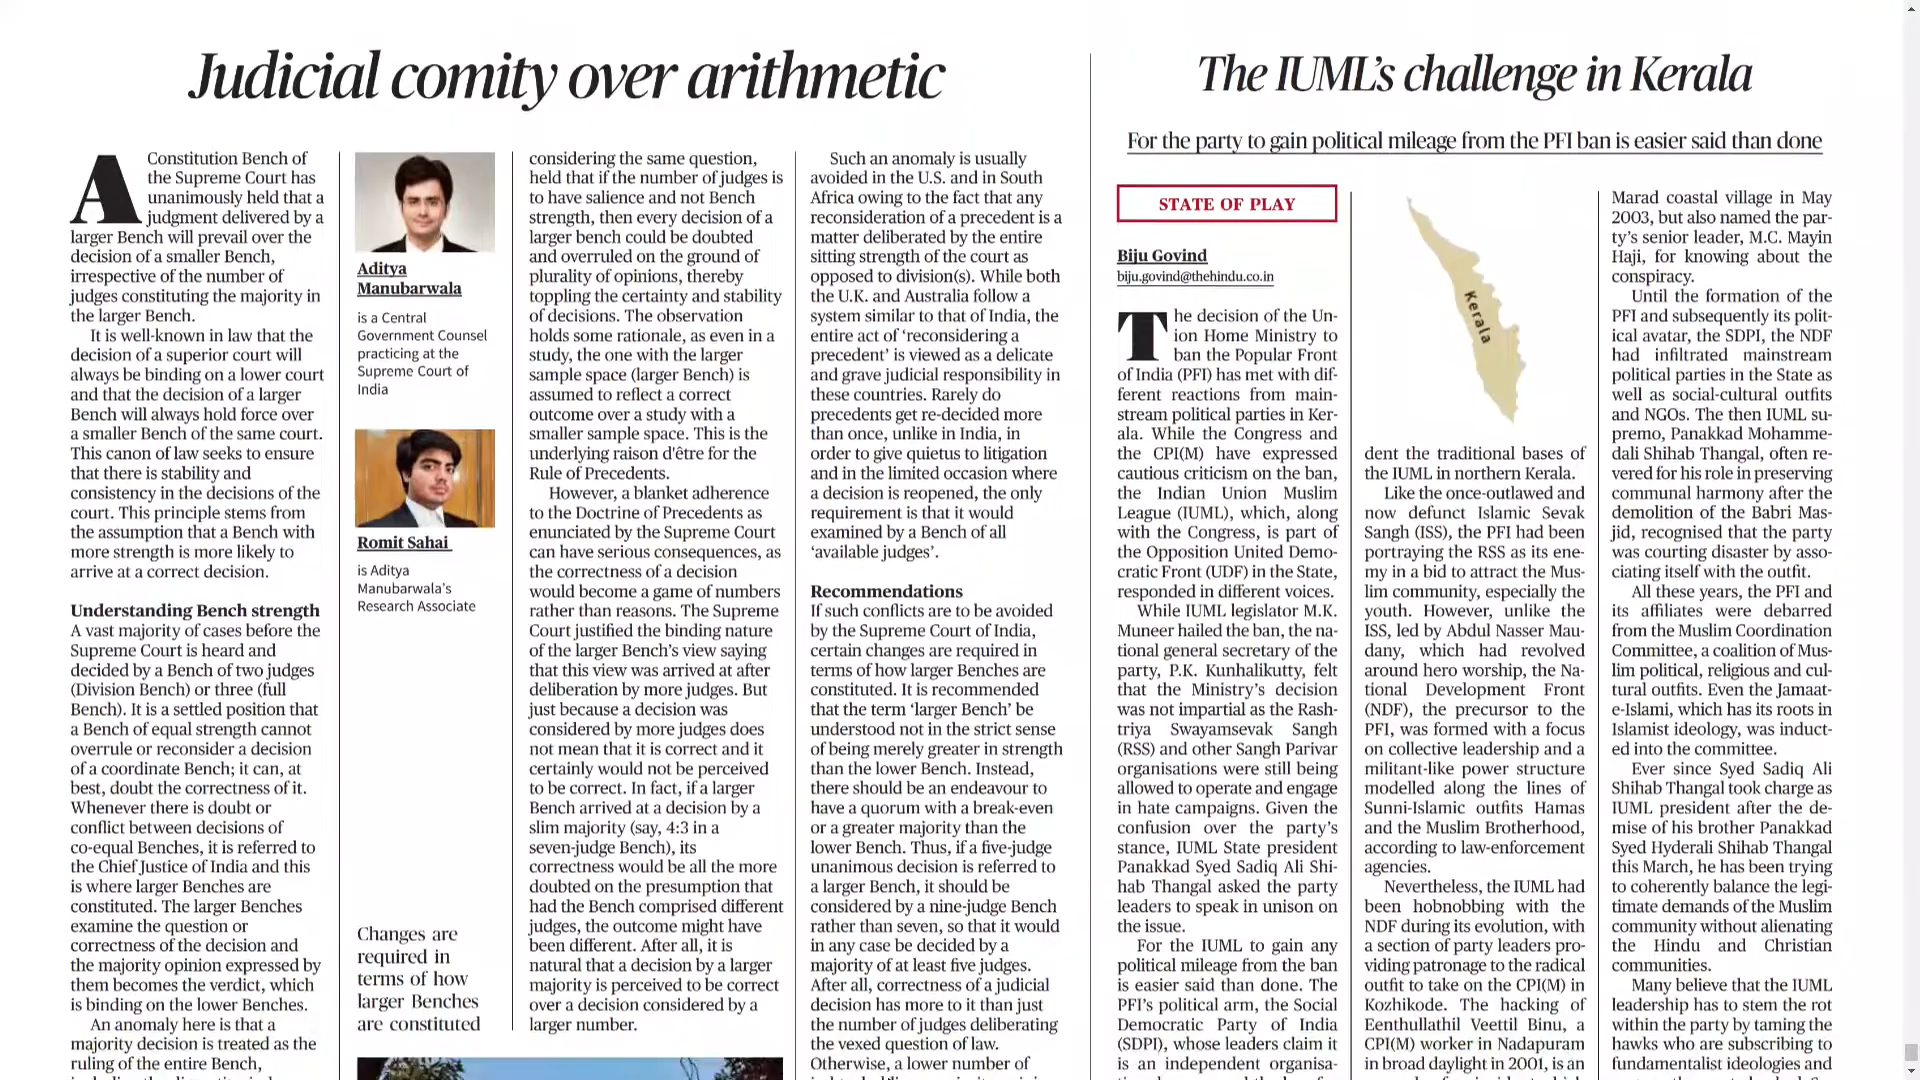 Judicial comity over arithmetic
A Constitution Bench of
the Supreme Court has
unanimously held that a
judgment delivered by a
larger Bench will prevail over the
decision of a smaller Bench,
irrespective of the number of
judges constituting the majority in
the larger Bench.
It is well-known in law that the
decision of a superior court will
always be binding on a lower court
and that the decision of a larger
Bench will always hold force over
a smaller Bench of the same court.
This canon of law seeks to ensure
that there is stability and
consistency in the decisions of the
court. This principle stems from
the assumption that a Bench with
more strength is more likely to
arrive at a correct decision.
Understanding Bench strength
A vast majority of cases before the
Supreme Court is heard and
decided by a Bench of two judges
(Division Bench) or three (full
Bench). It is a settled position that
a Bench of equal strength cannot
overrule or reconsider a decision
of a coordinate Bench; it can, at
best, doubt the correctness of it.
Whenever there is doubt or
conflict between decisions of
co-equal Benches, it is referred to
the Chief Justice of India and this
is where larger Benches are
constituted. The larger Benches
examine the question or
correctness of the decision and
the majority opinion expressed by
them becomes the verdict, which
is binding on the lower Benches.
An anomaly here is that a
majority decision is treated as the
ruling of the entire Bench,
Aditya
Manubarwala
is a Central
Government Counsel
practicing at the
Supreme Court of
India
Romit Sahai
is Aditya
Manubarwala's
Research Associate
Changes are
required in
terms of how
larger Benches
are constituted
considering the same question,
held that if the number of judges is
to have salience and not Bench
strength, then every decision of a
larger bench could be doubted
and overruled on the ground of
plurality of opinions, thereby
toppling the certainty and stability
of decisions. The observation
holds some rationale, as even in a
study, the one with the larger
sample space (larger Bench) is
assumed to reflect a correct
outcome over a study with a
smaller sample space. This is the
underlying raison d'être for the
Rule of Precedents.
However, a blanket adherence
to the Doctrine of Precedents as
enunciated by the Supreme Court
can have serious consequences, as
the correctness of a decision
would become a game of numbers
rather than reasons. The Supreme
Court justified the binding nature
of the larger Bench's view saying
that this view was arrived at after
deliberation by more judges. But
just because a decision was
considered by more judges does
not mean that it is correct and it
certainly would not be perceived
to be correct. In fact, if a larger
Bench arrived at a decision by a
slim majority (say, 4:3 in a
seven-judge Bench), its
correctness would be all the more
doubted on the presumption that
had the Bench comprised different
judges, the outcome might have
been different. After all, it is
natural that a decision by a larger
majority is perceived to be correct
over a decision considered by a
larger number.
Such an anomaly is usually
avoided in the U.S. and in South
Africa owing to the fact that any
reconsideration of a precedent is a
matter deliberated by the entire
sitting strength of the court as
opposed to division(s). While both
the U.K. and Australia follow a
system similar to that of India, the
entire act of 'reconsidering a
precedent' is viewed as a delicate
and grave judicial responsibility in
these countries. Rarely do
precedents get re-decided more
than once, unlike in India, in
order to give quietus to litigation
and in the limited occasion where
a decision is reopened, the only
requirement is that it would
examined by a Bench of all
'available judges'.
Recommendations
If such conflicts are to be avoided
by the Supreme Court of India,
certain changes are required in
terms of how larger Benches are
constituted. It is recommended
that the term 'larger Bench' be
understood not in the strict sense
of being merely greater in strength
than the lower Bench. Instead,
there should be an endeavour to
have a quorum with a break-even
or a greater majority than the
lower Bench. Thus, if a five-judge
unanimous decision is referred to
a larger Bench, it should be
considered by a nine-judge Bench
rather than seven, so that it would
in any case be decided by a
majority of at least five judges.
After all, correctness of a judicial
decision has more to it than just
the number of judges deliberating
the vexed question of law.
Otherwise, a lower number of
The IUML's challenge in Kerala
For the party to gain political mileage from the PFI ban is easier said than done
STATE OF PLAY
Biju Govind
biju.govind@thehindu.co.in
The decision of the Un-
ion Home Ministry to
ban the Popular Front
of India (PFI) has met with dif-
ferent reactions from main-
stream political parties in Ker-
ala. While the Congress and
the CPI(M) have expressed
cautious criticism on the ban,
the Indian Union Muslim
League (IUML), which, along
with the Congress, is part of
the Opposition United Demo-
cratic Front (UDF) in the State,
responded in different voices.
While IUML legislator M.K.
Muneer hailed the ban, the na-
tional general secretary of the
party, P.K. Kunhalikutty, felt
that the Ministry's decision
was not impartial as the Rash-
triya Swayamsevak Sangh
(RSS) and other Sangh Parivar
organisations were still being
allowed to operate and engage
in hate campaigns. Given the
confusion over the party's
stance, IUML State president
Panakkad Syed Sadiq Ali Shi-
hab Thangal asked the party
leaders to speak in unison on
the issue.
For the IUML to gain any
political mileage from the ban
is easier said than done. The
PFI's political arm, the Social
Democratic Party of India
(SDPI), whose leaders claim it
is an independent organisa-
Kerala
dent the traditional bases of
the IUML in northern Kerala.
Like the once-outlawed and
now defunct Islamic Sevak
Sangh (ISS), the PFI had been
portraying the RSS as its ene-
my in a bid to attract the Mus-
lim community, especially the
youth. However, unlike the
ISS, led by Abdul Nasser Mau-
dany, which had revolved
around hero worship, the Na-
tional Development Front
(NDF), the precursor to the
PFI, was formed with a focus
on collective leadership and a
militant-like power structure
modelled along the lines of
Sunni-Islamic outfits Hamas
and the Muslim Brotherhood,
according to law-enforcement
agencies.
Nevertheless, the IUML had
been hobnobbing with the
NDF during its evolution, with
a section of party leaders pro-
viding patronage to the radical
outfit to take on the CPI(M) in
Kozhikode. The hacking of
Eenthullathil Veettil Binu, a
CPI(M) worker in Nadapuram
in broad daylight in 2001, is an
Marad coastal village in May
2003, but also named the par-
ty's senior leader, M.C. Mayin
Haji, for knowing about the
conspiracy.
Until the formation of the
PFI and subsequently its polit-
ical avatar, the SDPI, the NDF
had infiltrated mainstream
political parties in the State as
well as social-cultural outfits
and NGOs. The then IUML su-
premo, Panakkad Mohamme-
dali Shihab Thangal, often re-
vered for his role in preserving
communal harmony after the
demolition of the Babri Mas-
jid, recognised that the party
was courting disaster by asso-
ciating itself with the outfit.
All these years, the PFI and
its affiliates were debarred
from the Muslim Coordination
Committee, a coalition of Mus-
lim political, religious and cul-
tural outfits. Even the Jamaat-
e-Islami, which has its roots in
Islamist ideology, was induct-
ed into the committee.
Ever since Syed Sadiq Ali
Shihab Thangal took charge as
IUML president after the de-
mise of his brother Panakkad
Syed Hyderali Shihab Thangal
this March, he has been trying
to coherently balance the legi-
timate demands of the Muslim
community without alienating
the Hindu and Christian
communities.
Many believe that the IUML
leadership has to stem the rot
within the party by taming the
hawks who are subscribing to
fundamentalist ideologies and